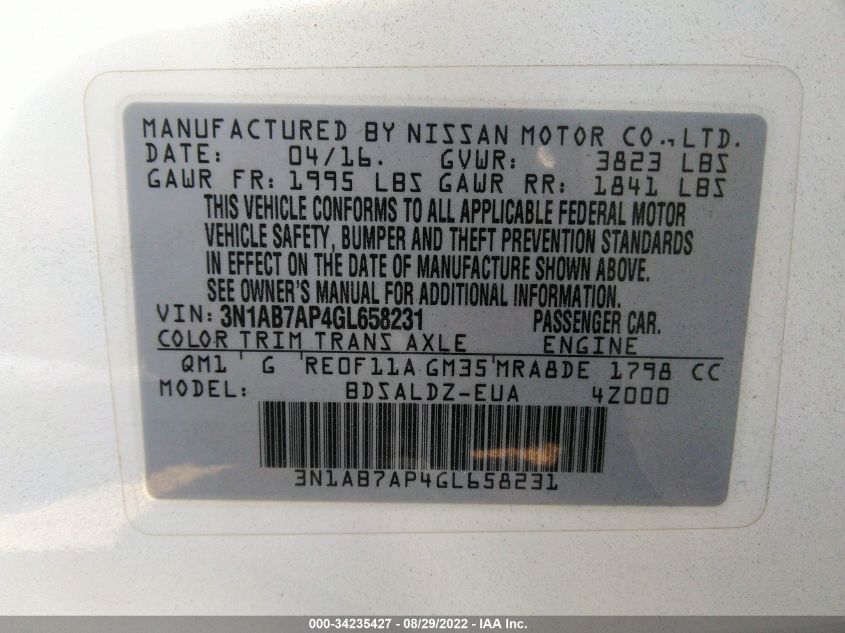 MANUFACTURED BY NISSAN MOTOR CO.,LTD.
DATE: 04/16. GVWR: 3823 LBS
GAWR FR: 1995 LBS GAWR RR: 1841 LBS
THIS VEHICLE CONFORMS TO ALL APPLICABLE FEDERAL MOTOR
VEHICLE SAFETY, BUMPER AND THEFT PREVENTION STANDARDS
IN EFFECT ON THE DATE OF MANUFACTURE SHOWN ABOVE.
SEE OWNER'S MANUAL FOR ADDITIONAL INFORMATION.
VIN: 3N1AB7AP4GL658231 PASSENGER CAR.
COLOR TRIM TRANS AXLE ENGINE
QM1 G RE0F11A GM35 MRA8DE 1798 CC
MODEL: BDSALDZ-EUA 4Z000
3N1AB7AP4GL658231
000-34235427 - 08/29/2022 - IAA Inc.